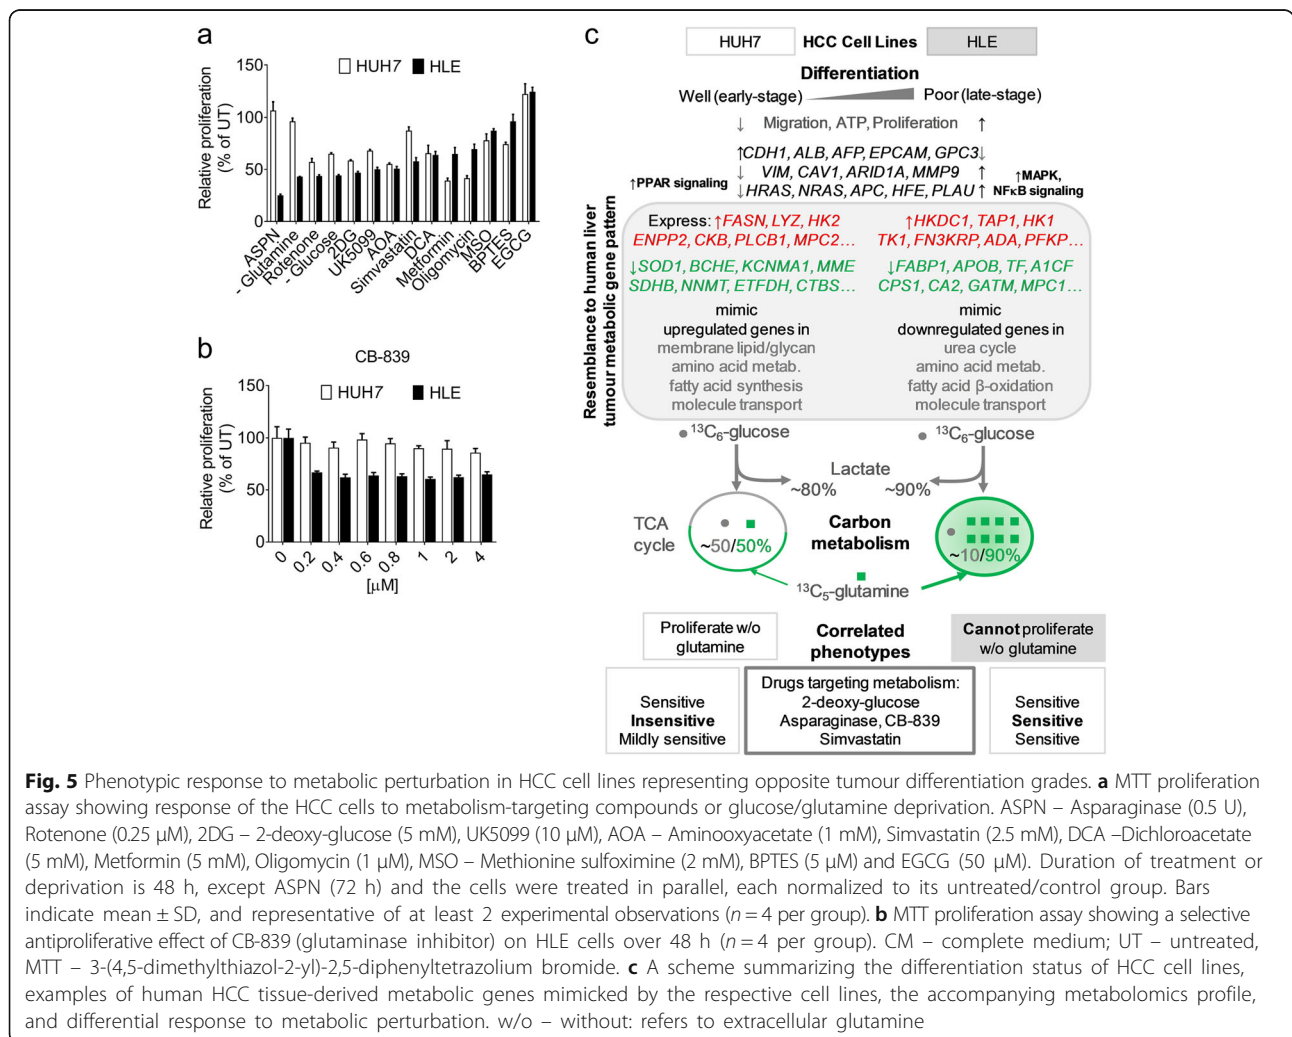 a
HUH7 HLE
Relative proliferation
(% of UT)
150
100
50
0
ASPN
- Glutamine
Rotenone
- Glucose
2DG
UK5099
AOA
Simvastatin
DCA
Metformin
Oligomycin
MSO
BPTES
EGCG
b
CB-839
HUH7 HLE
Relative proliferation
(% of UT)
150
100
50
0
0 0.2 0.4 0.6 0.8 1 2 4
[µM]
c
HUH7 HCC Cell Lines HLE
Differentiation
Well (early-stage) Poor (late-stage)
↓ Migration, ATP, Proliferation ↑
↑CDH1, ALB, AFP, EPCAM, GPC3↓
↓ VIM, CAV1, ARID1A, MMP9 ↑
↓HRAS, NRAS, APC, HFE, PLAU ↑
↑PPAR signaling
↑MAPK,
NFκB signaling
Resemblance to human liver
tumour metabolic gene pattern
Express: ↑FASN, LYZ, HK2
ENPP2, CKB, PLCB1, MPC2...
↓SOD1, BCHE, KCNMA1, MME
SDHB, NNMT, ETFDH, CTBS...
mimic
upregulated genes in
membrane lipid/glycan
amino acid metab.
fatty acid synthesis
molecule transport
↑HKDC1, TAP1, HK1
TK1, FN3KRP, ADA, PFKP...
↓FABP1, APOB, TF, A1CF
CPS1, CA2, GATM, MPC1...
mimic
downregulated genes in
urea cycle
amino acid metab.
fatty acid β-oxidation
molecule transport
¹³C₆-glucose ¹³C₆-glucose
Lactate
~80% ~90%
TCA
cycle
~50/50%
Carbon
metabolism
~10/90%
¹³C₅-glutamine
Proliferate w/o
glutamine
Correlated
phenotypes
Cannot proliferate
w/o glutamine
Sensitive
Insensitive
Mildly sensitive
Drugs targeting metabolism:
2-deoxy-glucose
Asparaginase, CB-839
Simvastatin
Sensitive
Sensitive
Sensitive
Fig. 5 Phenotypic response to metabolic perturbation in HCC cell lines representing opposite tumour differentiation grades. a MTT proliferation
assay showing response of the HCC cells to metabolism-targeting compounds or glucose/glutamine deprivation. ASPN – Asparaginase (0.5 U),
Rotenone (0.25 µM), 2DG – 2-deoxy-glucose (5 mM), UK5099 (10 µM), AOA – Aminooxyacetate (1 mM), Simvastatin (2.5 mM), DCA –Dichloroacetate
(5 mM), Metformin (5 mM), Oligomycin (1 µM), MSO – Methionine sulfoximine (2 mM), BPTES (5 µM) and EGCG (50 µM). Duration of treatment or
deprivation is 48 h, except ASPN (72 h) and the cells were treated in parallel, each normalized to its untreated/control group. Bars
indicate mean ± SD, and representative of at least 2 experimental observations (n = 4 per group). b MTT proliferation assay showing a selective
antiproliferative effect of CB-839 (glutaminase inhibitor) on HLE cells over 48 h (n = 4 per group). CM – complete medium; UT – untreated,
MTT – 3-(4,5-dimethylthiazol-2-yl)-2,5-diphenyltetrazolium bromide. c A scheme summarizing the differentiation status of HCC cell lines,
examples of human HCC tissue-derived metabolic genes mimicked by the respective cell lines, the accompanying metabolomics profile,
and differential response to metabolic perturbation. w/o – without: refers to extracellular glutamine